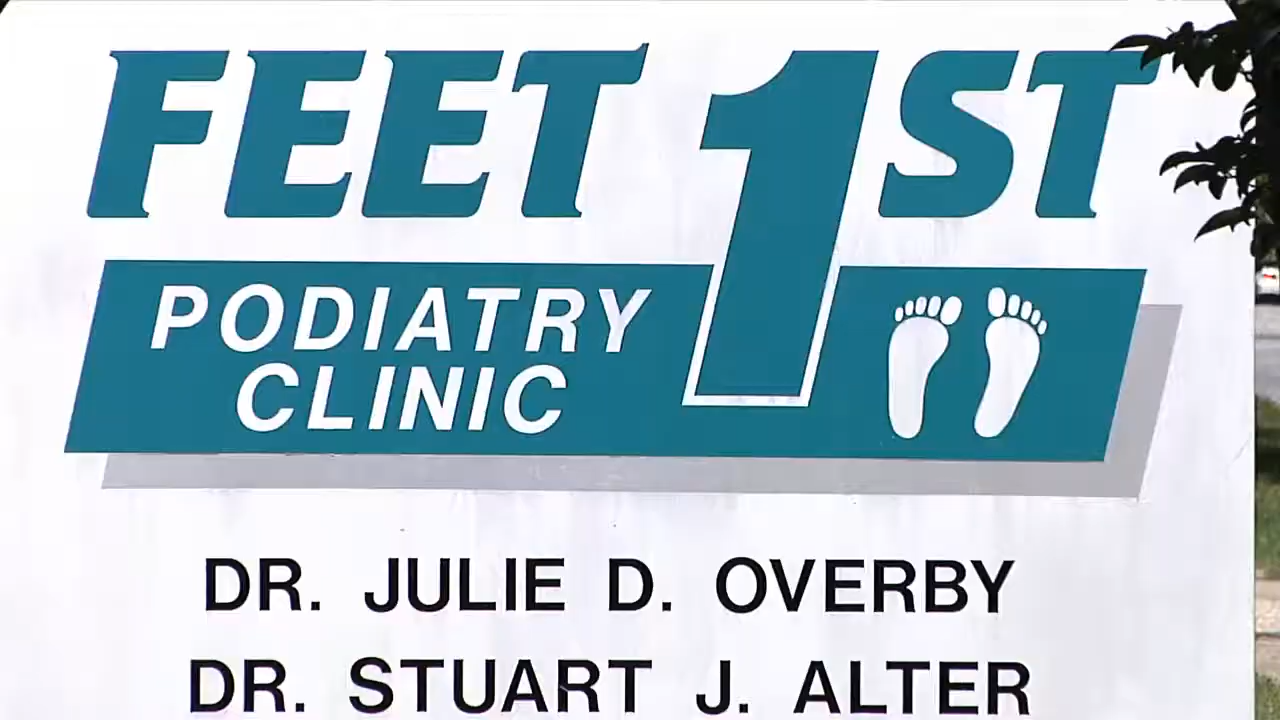 FEET 1ST
PODIATRY
CLINIC
DR. JULIE D. OVERBY
DR. STUART J. ALTER